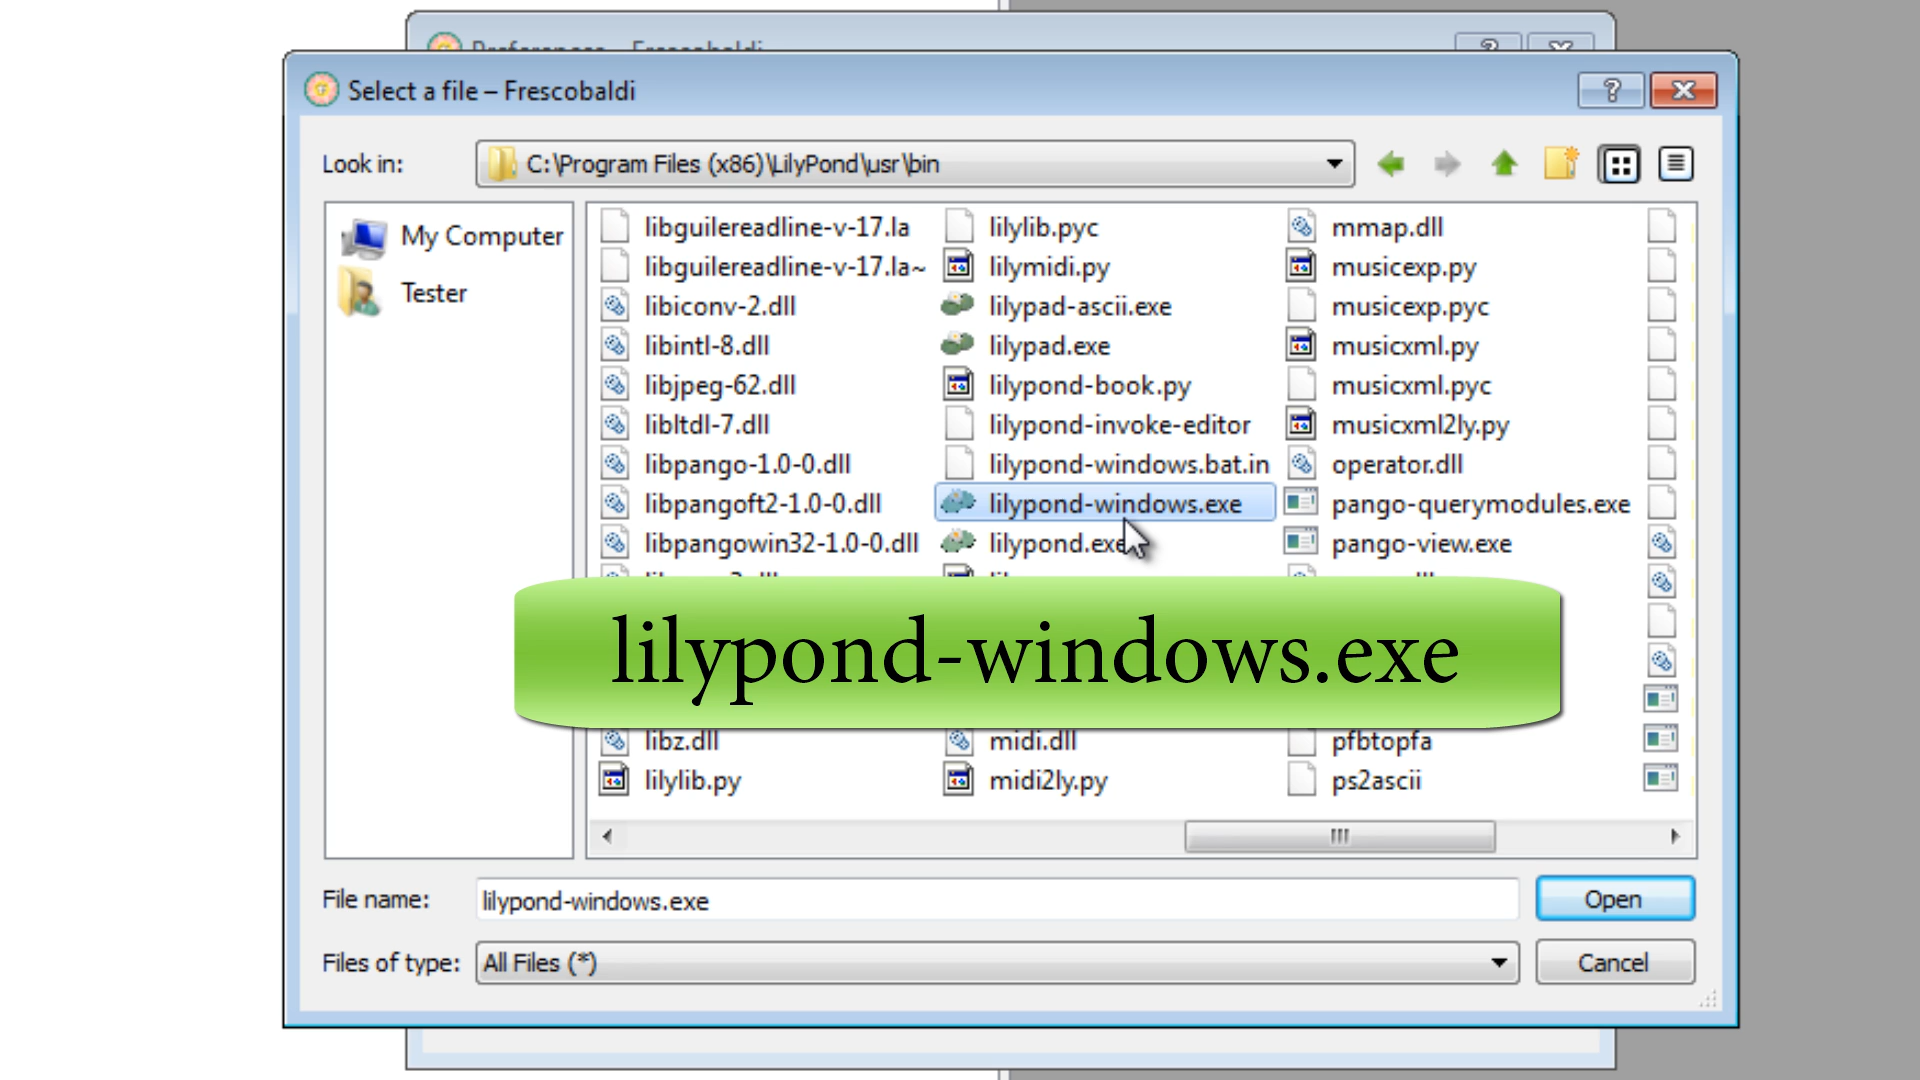 Preferences – Frescobaldi
Select a file – Frescobaldi
Look in:
C:\Program Files (x86)\LilyPond\usr\bin
My Computer
Tester
libguilereadline-v-17.la
libguilereadline-v-17.la~
libiconv-2.dll
libintl-8.dll
libjpeg-62.dll
libltdl-7.dll
libpango-1.0-0.dll
libpangoft2-1.0-0.dll
libpangowin32-1.0-0.dll
libz.dll
lilylib.py
lilylib.pyc
lilymidi.py
lilypad-ascii.exe
lilypad.exe
lilypond-book.py
lilypond-invoke-editor
lilypond-windows.bat.in
lilypond-windows.exe
lilypond.exe
midi.dll
midi2ly.py
mmap.dll
musicexp.py
musicexp.pyc
musicxml.py
musicxml.pyc
musicxml2ly.py
operator.dll
pango-querymodules.exe
pango-view.exe
pfbtopfa
ps2ascii
lilypond-windows.exe
File name:
lilypond-windows.exe
Open
Files of type:
All Files (*)
Cancel